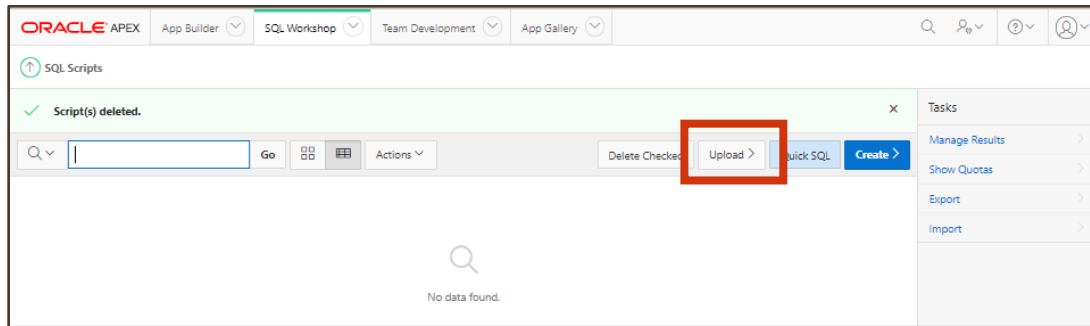 ORACLE APEX App Builder SQL Workshop Team Development App Gallery
SQL Scripts
Script(s) deleted.
Tasks
Go Actions Delete Checked Upload > Quick SQL Create >
Manage Results
Show Quotas
Export
Import
No data found.